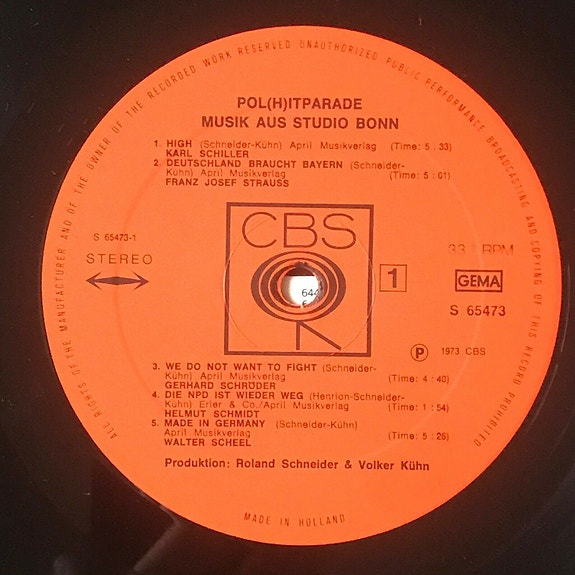 ALL RIGHTS OF THE MANUFACTURER AND OF THE OWNER OF THE RECORDED WORK RESERVED UNAUTHORIZED PUBLIC PERFORMANCE BROADCASTING AND COPYING OF THIS RECORD PROHIBITED
POL(H)ITPARADE
MUSIK AUS STUDIO BONN
1. HIGH (Schneider-Kühn) April Musikverlag (Time: 5 : 33)
KARL SCHILLER
2. DEUTSCHLAND BRAUCHT BAYERN (Schneider-
Kühn) April Musikverlag (Time: 5 : 01)
FRANZ JOSEF STRAUSS
S 65473-1
STEREO
CBS
1
33 RPM
GEMA
S 65473
644
P 1973 CBS
3. WE DO NOT WANT TO FIGHT (Schneider-
Kühn) April Musikverlag (Time: 4 : 40)
GERHARD SCHRÖDER
4. DIE NPD IST WIEDER WEG (Henrion-Schneider-
Kühn) Erler & Co./April Musikverlag (Time: 1 : 54)
HELMUT SCHMIDT
5. MADE IN GERMANY (Schneider-Kühn)
April Musikverlag (Time: 5 : 26)
WALTER SCHEEL
Produktion: Roland Schneider & Volker Kühn
MADE IN HOLLAND